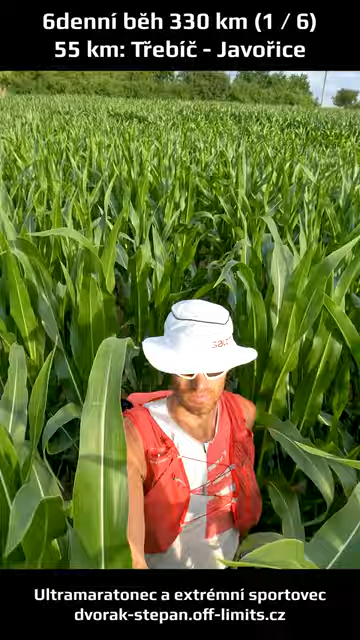 6denní běh 330 km (1 / 6)
55 km: Třebíč - Javořice
Ultramaratonec a extrémní sportovec
dvorak-stepan.off-limits.cz